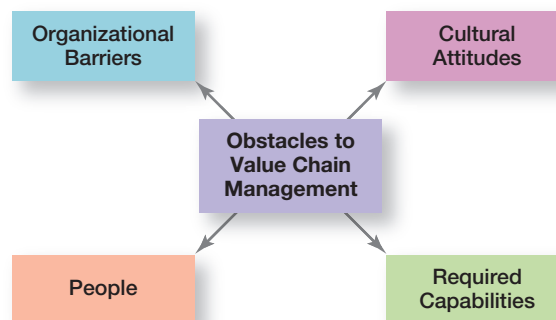 Organizational
Barriers
Cultural
Attitudes
Obstacles to
Value Chain
Management
People
Required
Capabilities